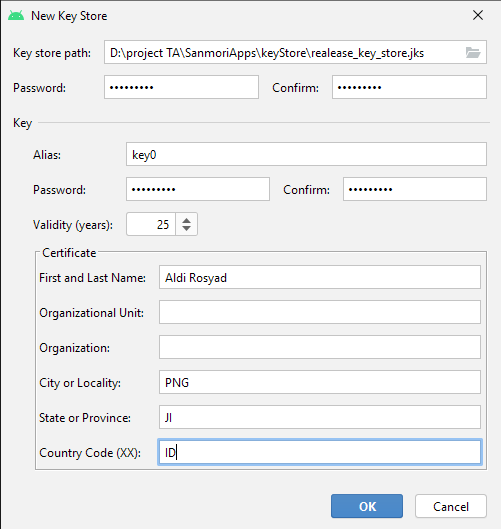 New Key Store
Key store path: D:\project TA\SanmoriApps\keyStore\realease_key_store.jks
Password: ••••••••• Confirm: •••••••••
Key
Alias: key0
Password: ••••••••• Confirm: •••••••••
Validity (years): 25
Certificate
First and Last Name: Aldi Rosyad
Organizational Unit:
Organization:
City or Locality: PNG
State or Province: JI
Country Code (XX): ID
OK Cancel